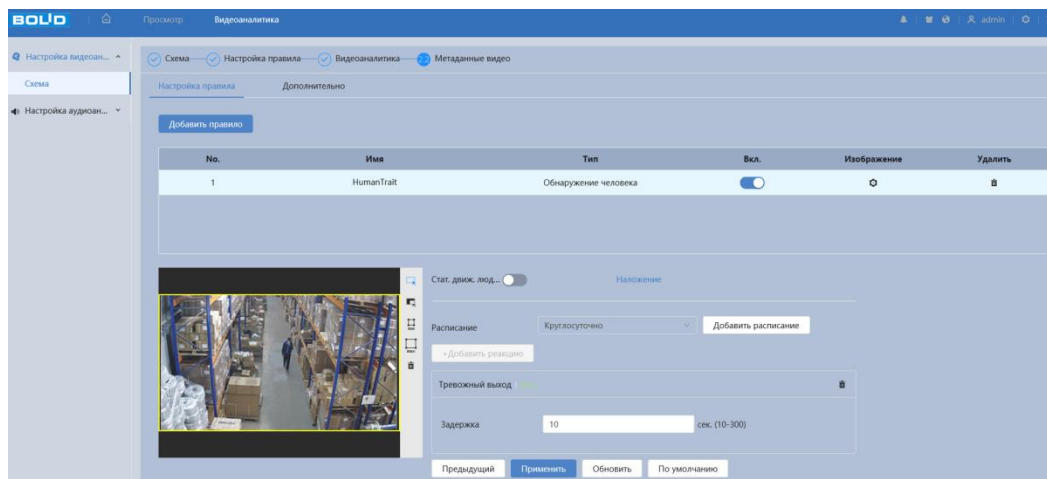 BOLID Просмотр Видеоаналитика admin
Настройка видеоан...
Схема
Настройка аудиоан...
Схема Настройка правила Видеоаналитика Метаданные видео
Настройка правила Дополнительно
Добавить правило
No. Имя Тип Вкл. Изображение Удалить
1 HumanTrait Обнаружение человека
Стат. движ. люд... Наложение
Расписание Круглосуточно Добавить расписание
+Добавить реакцию
Тревожный выход
Задержка 10 сек. (10-300)
Предыдущий Применить Обновить По умолчанию